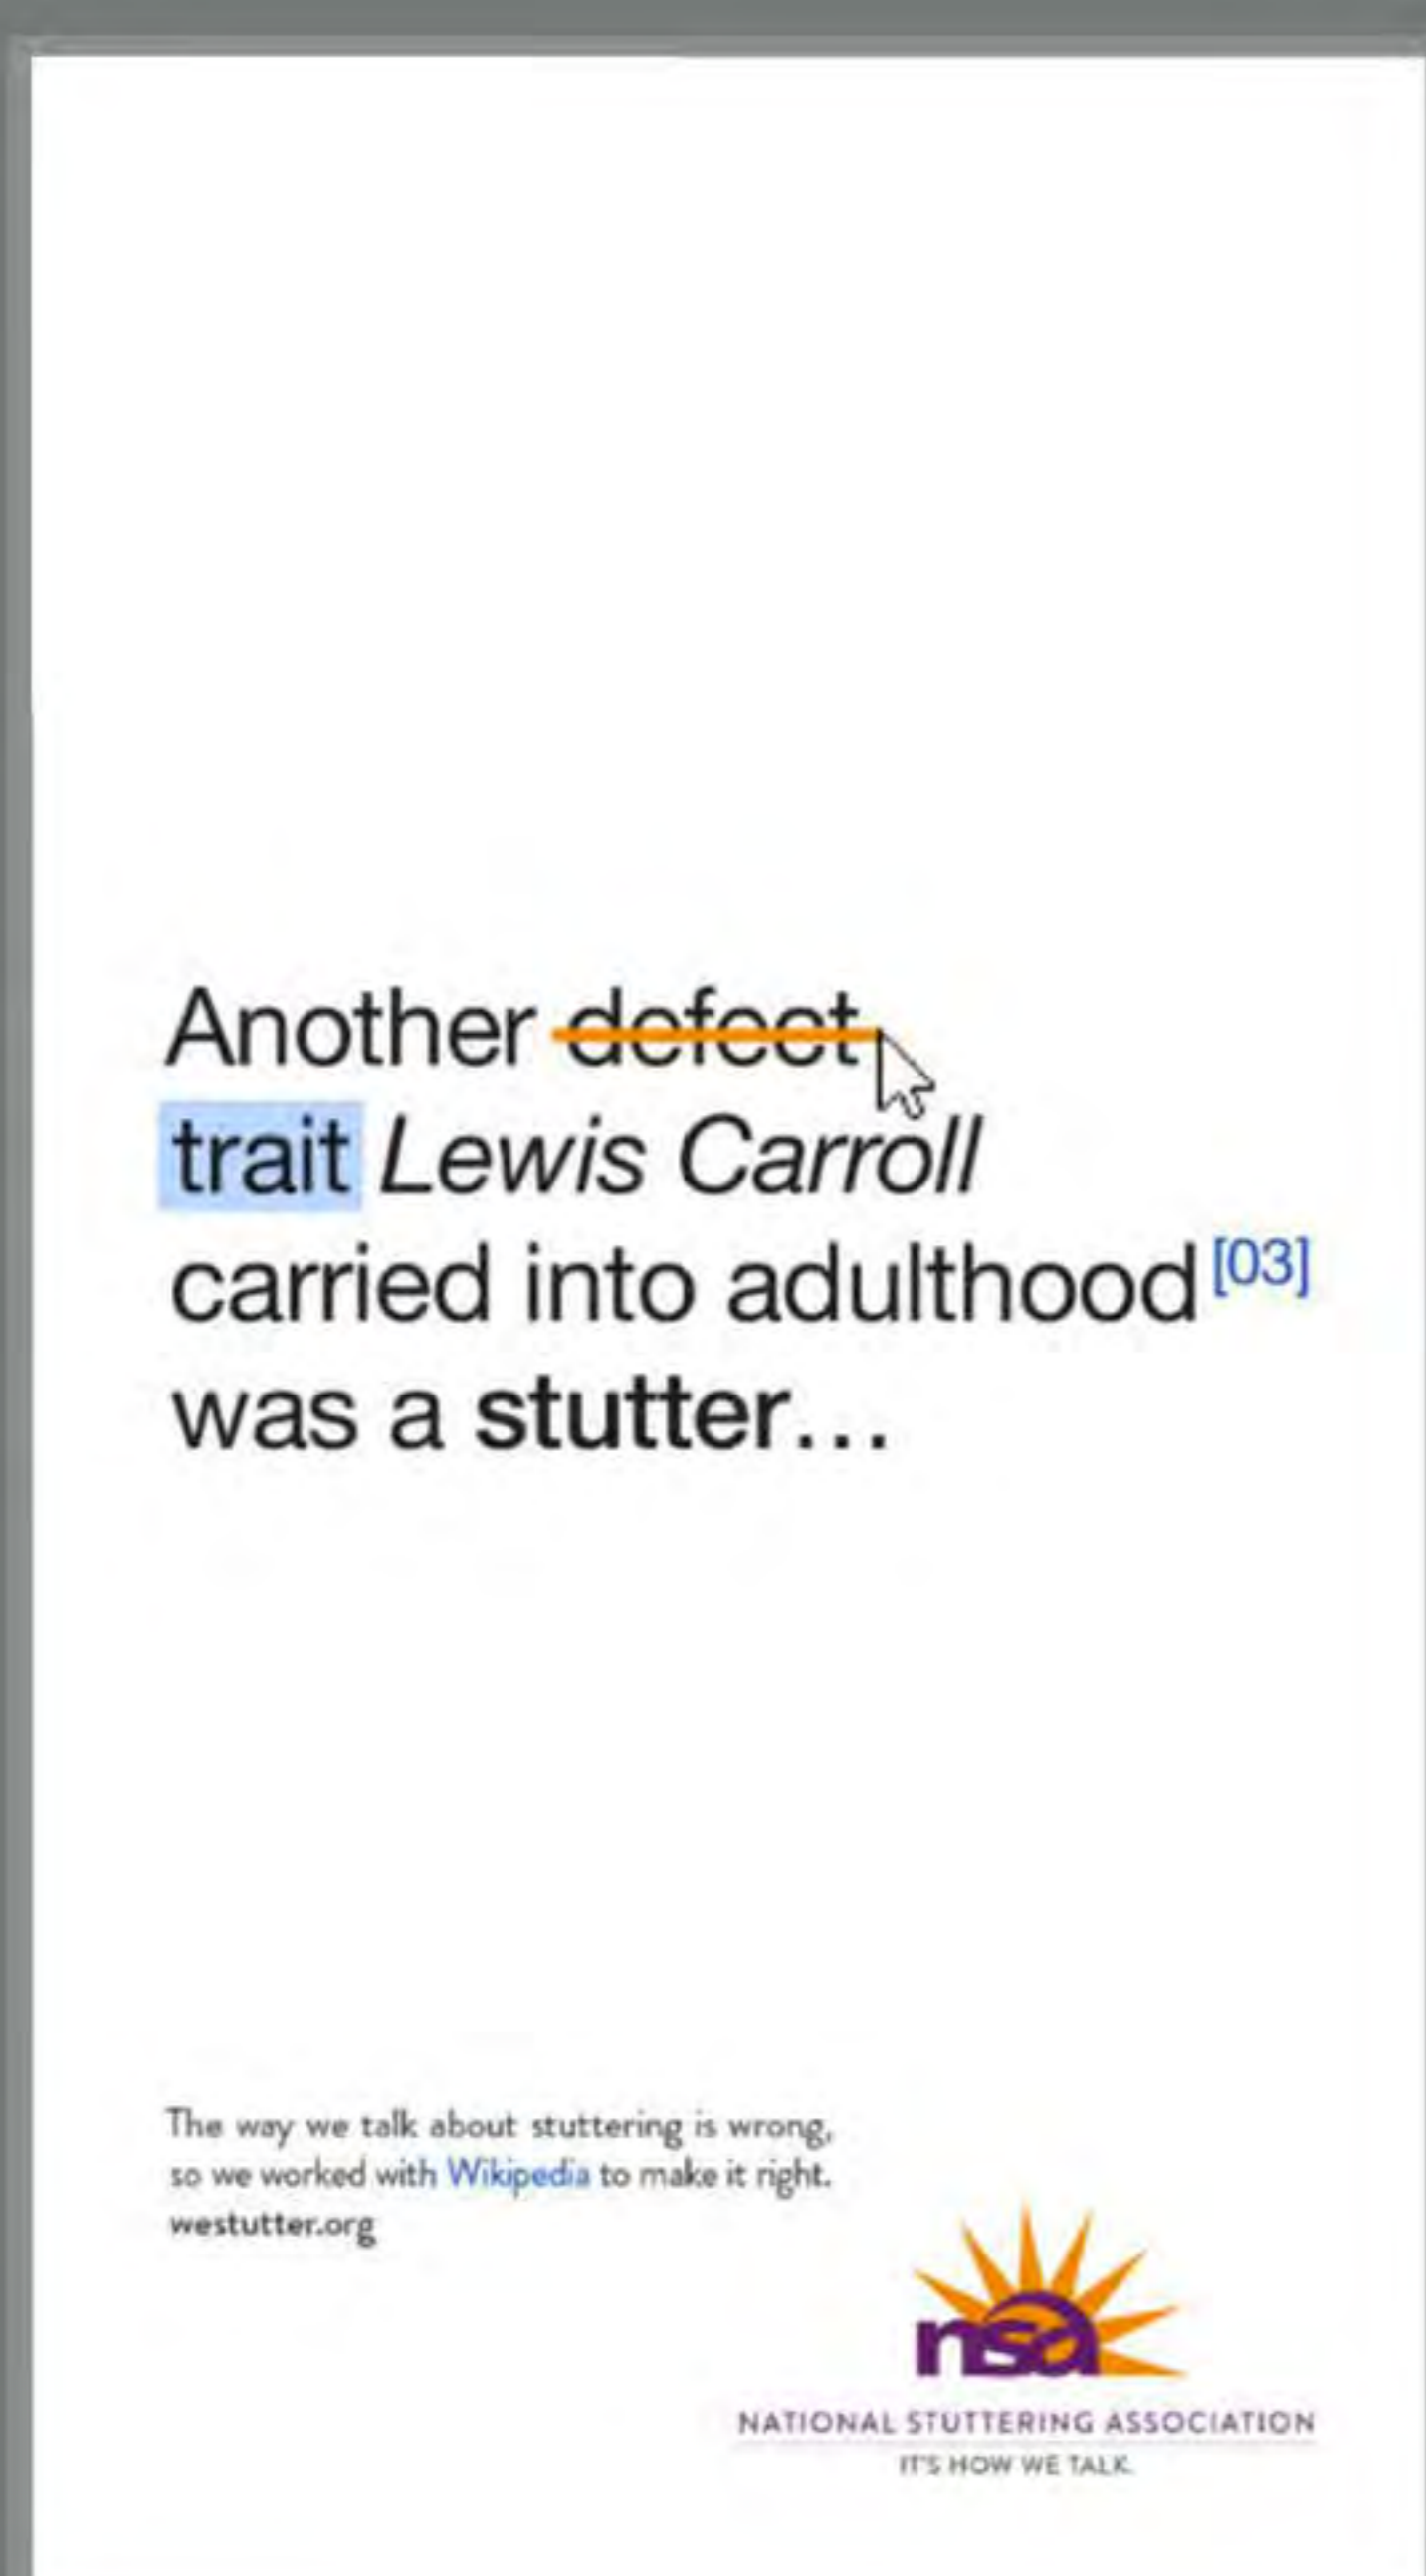 Another defect
trait Lewis Carroll
carried into adulthood [03]
was a stutter...
The way we talk about stuttering is wrong,
so we worked with Wikipedia to make it right.
westutter.org
nsa
NATIONAL STUTTERING ASSOCIATION
IT'S HOW WE TALK.